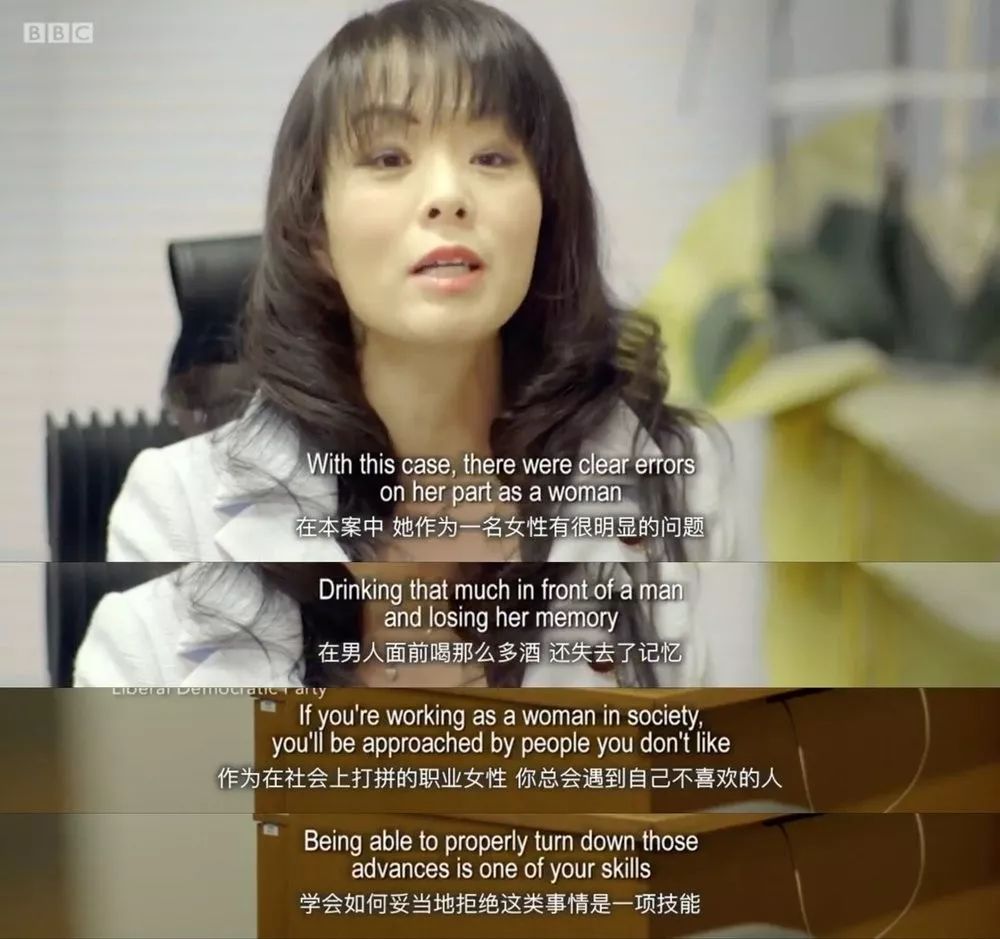 BBC
With this case, there were clear errors
on her part as a woman
在本案中 她作为一名女性有很明显的问题
Drinking that much in front of a man
and losing her memory
在男人面前喝那么多酒 还失去了记忆
Liberal Democratic Party
If you're working as a woman in society,
you'll be approached by people you don't like
作为在社会上打拼的职业女性 你总会遇到自己不喜欢的人
Being able to properly turn down those
advances is one of your skills
学会如何妥当地拒绝这类事情是一项技能